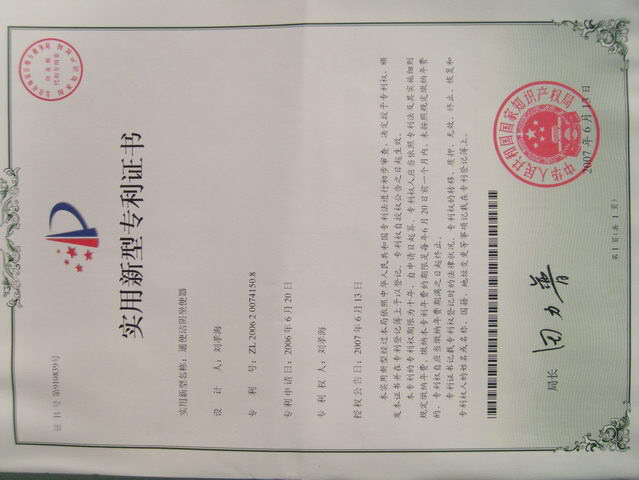 证书号第910839号
实用新型专利证书
实用新型名称：通便洁阴坐便器
设计人：刘孝海
专利号：ZL 2006 2 0074150.8
专利申请日：2006年6月20日
专利权人：刘孝海
授权公告日：2007年6月13日
本实用新型经过本局依照中华人民共和国专利法进行初步审查，决定授予专利权，颁
发本证书并在专利登记簿上予以登记。专利权自授权公告之日起生效。
本专利的专利权期限为十年，自申请日起算。专利权人应当依照专利法及其实施细则
规定缴纳年费。缴纳本专利年费的期限是每年6月20日前一个月内。未按照规定缴纳年费
的，专利权自应当缴纳年费期满之日起终止。
专利证书记载专利权登记时的法律状况。专利权的转移、质押、无效、终止、恢复和
专利权人的姓名或名称、国籍、地址变更等事项记载在专利登记簿上。
局长
田力普
中华人民共和国国家知识产权局
2007年6月13日
第1页(共1页)